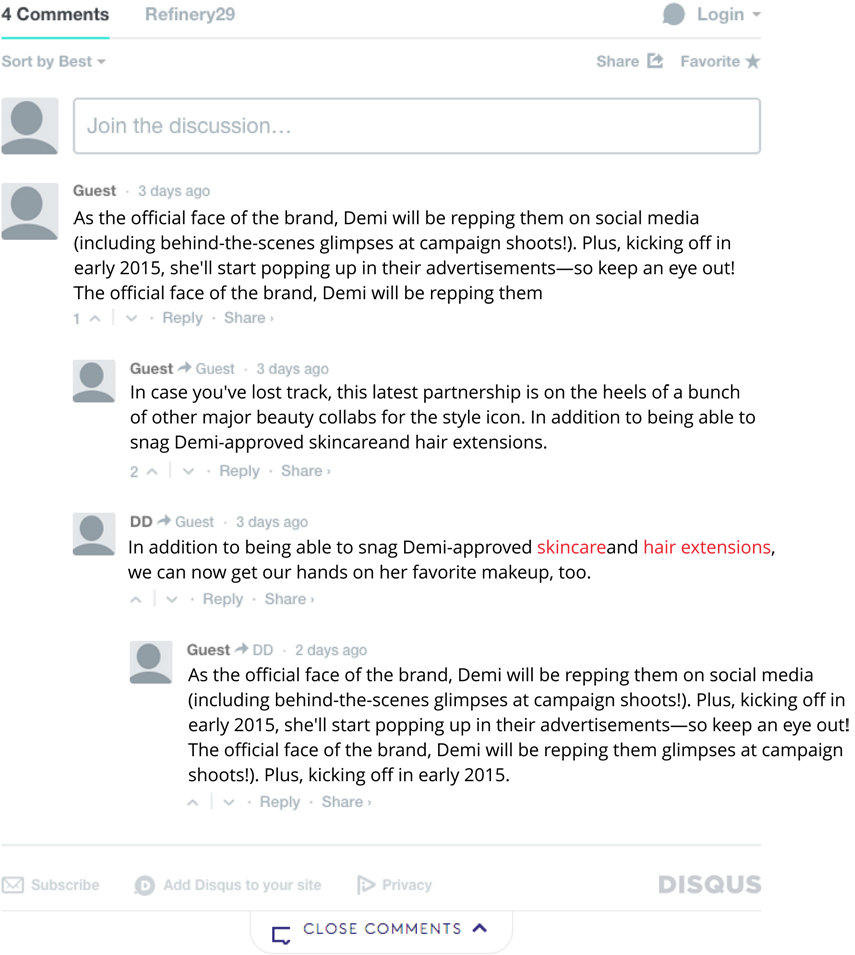 4 Comments Refinery29 Login
Sort by Best Share Favorite
Join the discussion...
Guest · 3 days ago
As the official face of the brand, Demi will be repping them on social media
(including behind-the-scenes glimpses at campaign shoots!). Plus, kicking off in
early 2015, she'll start popping up in their advertisements—so keep an eye out!
The official face of the brand, Demi will be repping them
1 · Reply · Share ›
Guest Guest · 3 days ago
In case you've lost track, this latest partnership is on the heels of a bunch
of other major beauty collabs for the style icon. In addition to being able to
snag Demi-approved skincareand hair extensions.
2 · Reply · Share ›
DD Guest · 3 days ago
In addition to being able to snag Demi-approved skincareand hair extensions,
we can now get our hands on her favorite makeup, too.
· Reply · Share ›
Guest DD · 2 days ago
As the official face of the brand, Demi will be repping them on social media
(including behind-the-scenes glimpses at campaign shoots!). Plus, kicking off in
early 2015, she'll start popping up in their advertisements—so keep an eye out!
The official face of the brand, Demi will be repping them glimpses at campaign
shoots!). Plus, kicking off in early 2015.
· Reply · Share ›
Subscribe D Add Disqus to your site Privacy DISQUS
CLOSE COMMENTS